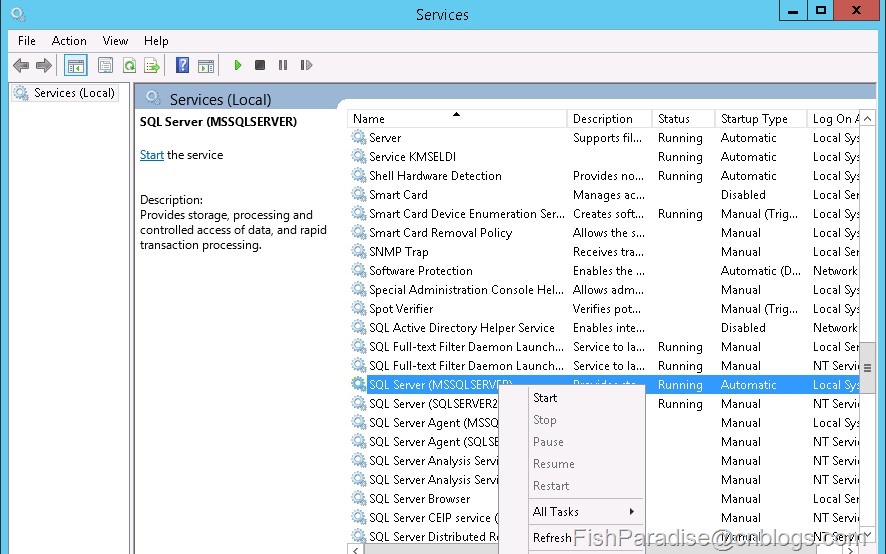 Services
File Action View Help
Services (Local)
Services (Local)
SQL Server (MSSQLSERVER)
Start the service
Description:
Provides storage, processing and
controlled access of data, and rapid
transaction processing.
Name Description Status Startup Type Log On A
Server Supports fil... Running Automatic Local Sys
Service KMSELDI Running Automatic Local Sys
Shell Hardware Detection Provides no... Running Automatic Local Sys
Smart Card Manages ac... Disabled Local Ser
Smart Card Device Enumeration Ser... Creates soft... Running Manual (Trig... Local Sys
Smart Card Removal Policy Allows the s... Manual Local Sys
SNMP Trap Receives tra... Manual Local Ser
Software Protection Enables the ... Automatic (D... Network
Special Administration Console Hel... Allows adm... Manual Local Sys
Spot Verifier Verifies pot... Manual (Trig... Local Sys
SQL Active Directory Helper Service Enables inte... Disabled Network
SQL Full-text Filter Daemon Launch... Service to la... Running Manual Local Ser
SQL Full-text Filter Daemon Launch... Service to la... Running Manual NT Servic
SQL Server (MSSQLSERVER) Provides sto... Running Automatic Local Sys
SQL Server (SQLSERVER2 Running Manual NT Servic
SQL Server Agent (MSSQ Manual Local Sys
SQL Server Agent (SQLSE Manual NT Servic
SQL Server Analysis Servi Manual NT Servic
SQL Server Analysis Servi Manual NT Servic
SQL Server Browser Manual Local Ser
SQL Server CEIP service ( Manual NT Servic
SQL Server Distributed Re Manual
Start
Stop
Pause
Resume
Restart
All Tasks
Refresh
FishParadise@cnblogs.com